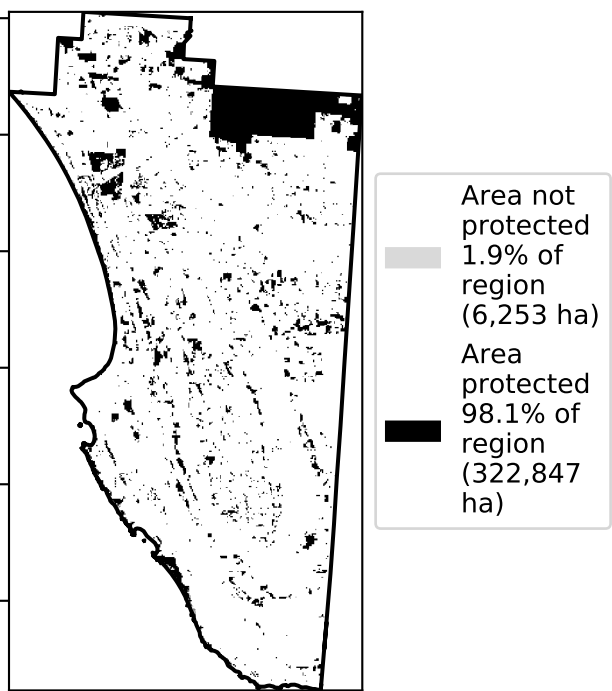 Area not
protected
1.9% of
region
(6,253 ha)
Area
protected
98.1% of
region
(322,847
ha)